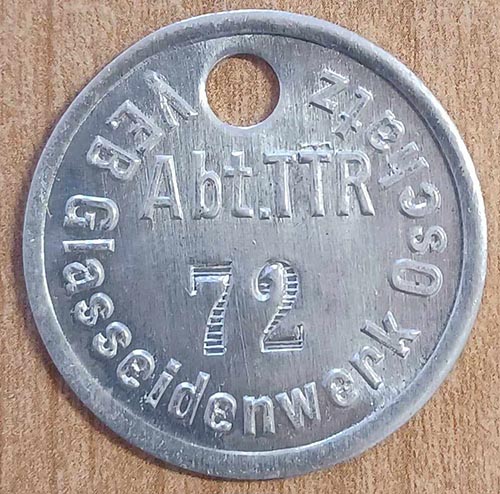 VEB Glasseidenwerk Oschatz
Abt.TTR
72